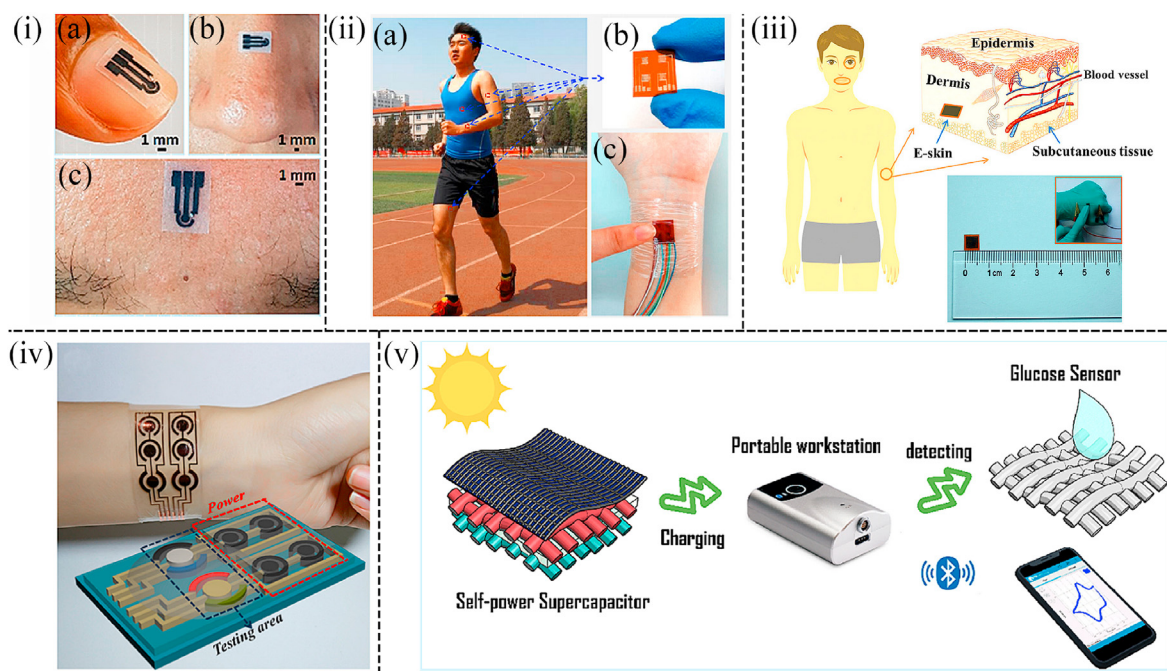 (i)
(a)
1 mm
(b)
1 mm
(c)
1 mm
(ii)
(a)
(b)
(c)
(iii)
Epidermis
Dermis
Blood vessel
E-skin
Subcutaneous tissue
0 1cm 2 3 4 5 6
(iv)
Power
Testing area
(v)
Glucose Sensor
Portable workstation
detecting
Charging
Self-power Supercapacitor